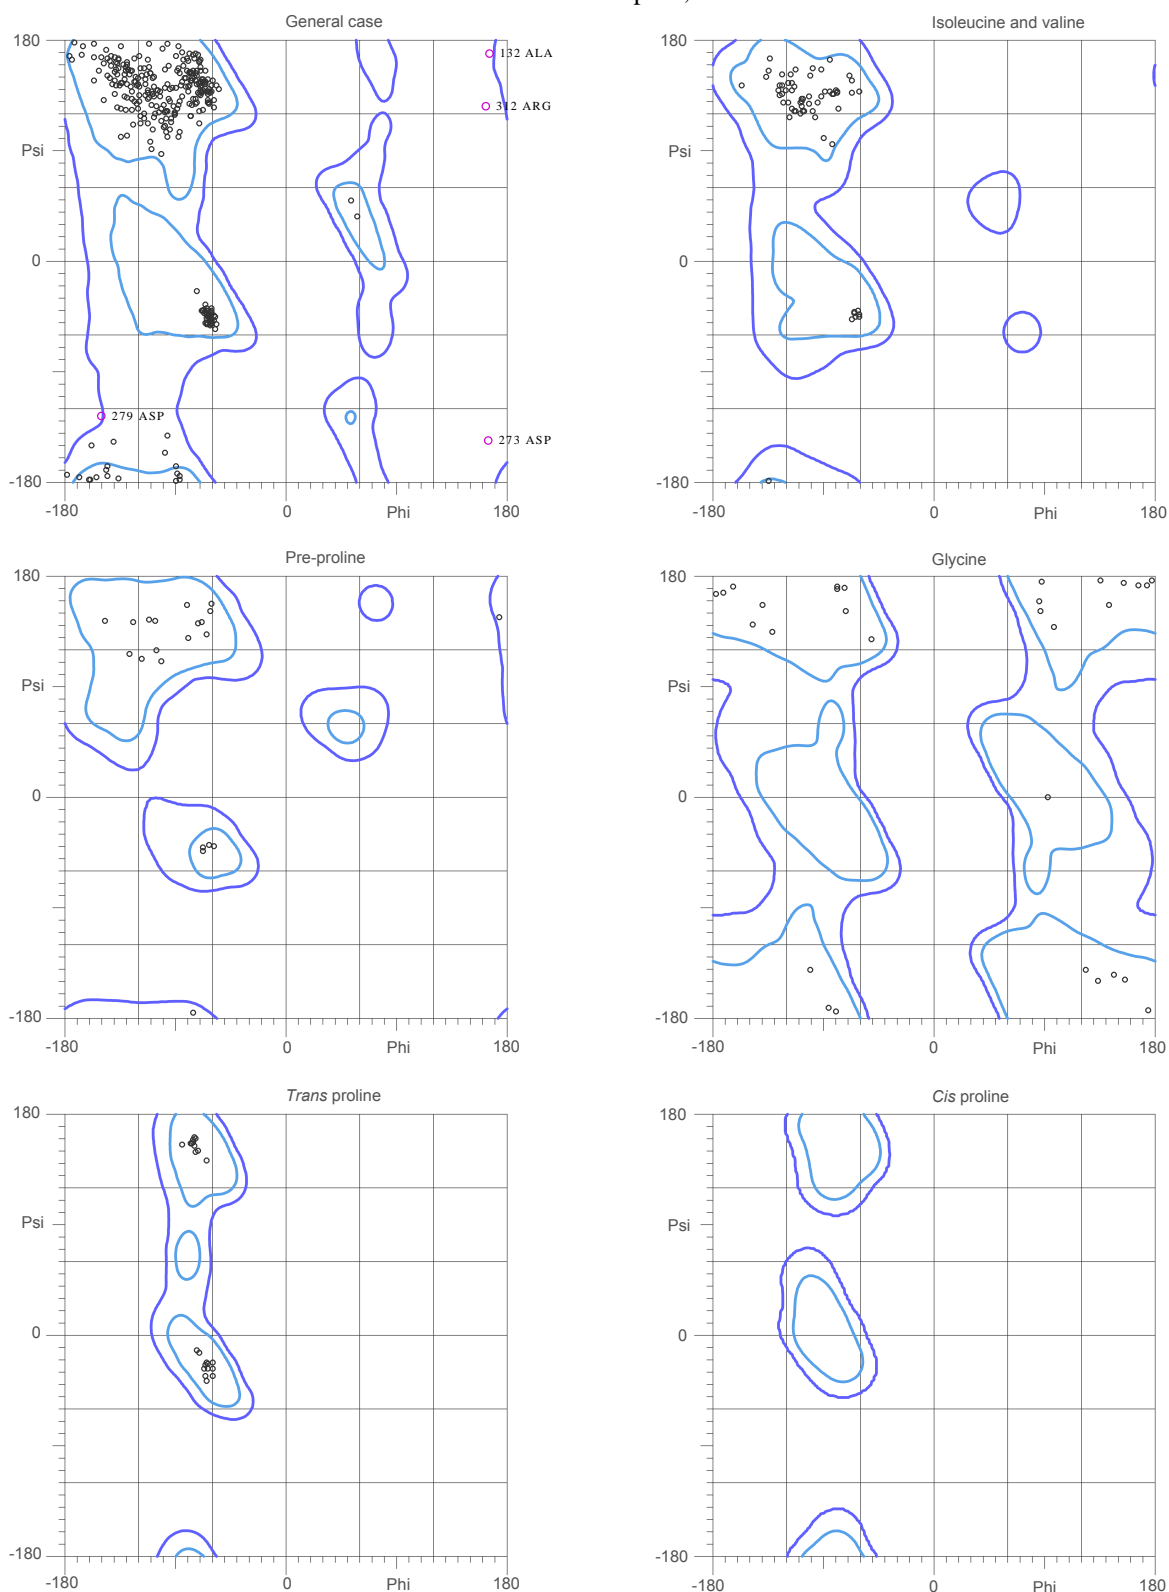 General case
Isoleucine and valine
180
132 ALA
312 ARG
Psi
0
279 ASP
273 ASP
-180
-180
0
Phi
180
180
Psi
0
-180
-180
0
Phi
180
Pre-proline
Glycine
180
Psi
0
-180
-180
0
Phi
180
180
Psi
0
-180
-180
0
Phi
180
Trans proline
Cis proline
180
Psi
0
-180
-180
0
Phi
180
180
Psi
0
-180
-180
0
Phi
180